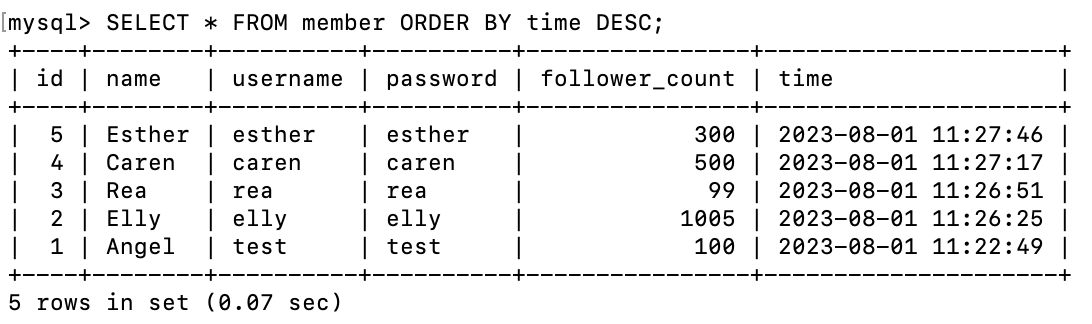 [mysql> SELECT * FROM member ORDER BY time DESC;
+----+--------+----------+----------+----------------+---------------------+
| id | name   | username | password | follower_count | time                |
+----+--------+----------+----------+----------------+---------------------+
|  5 | Esther | esther   | esther   |            300 | 2023-08-01 11:27:46 |
|  4 | Caren  | caren    | caren    |            500 | 2023-08-01 11:27:17 |
|  3 | Rea    | rea      | rea      |             99 | 2023-08-01 11:26:51 |
|  2 | Elly   | elly     | elly     |           1005 | 2023-08-01 11:26:25 |
|  1 | Angel  | test     | test     |            100 | 2023-08-01 11:22:49 |
+----+--------+----------+----------+----------------+---------------------+
5 rows in set (0.07 sec)